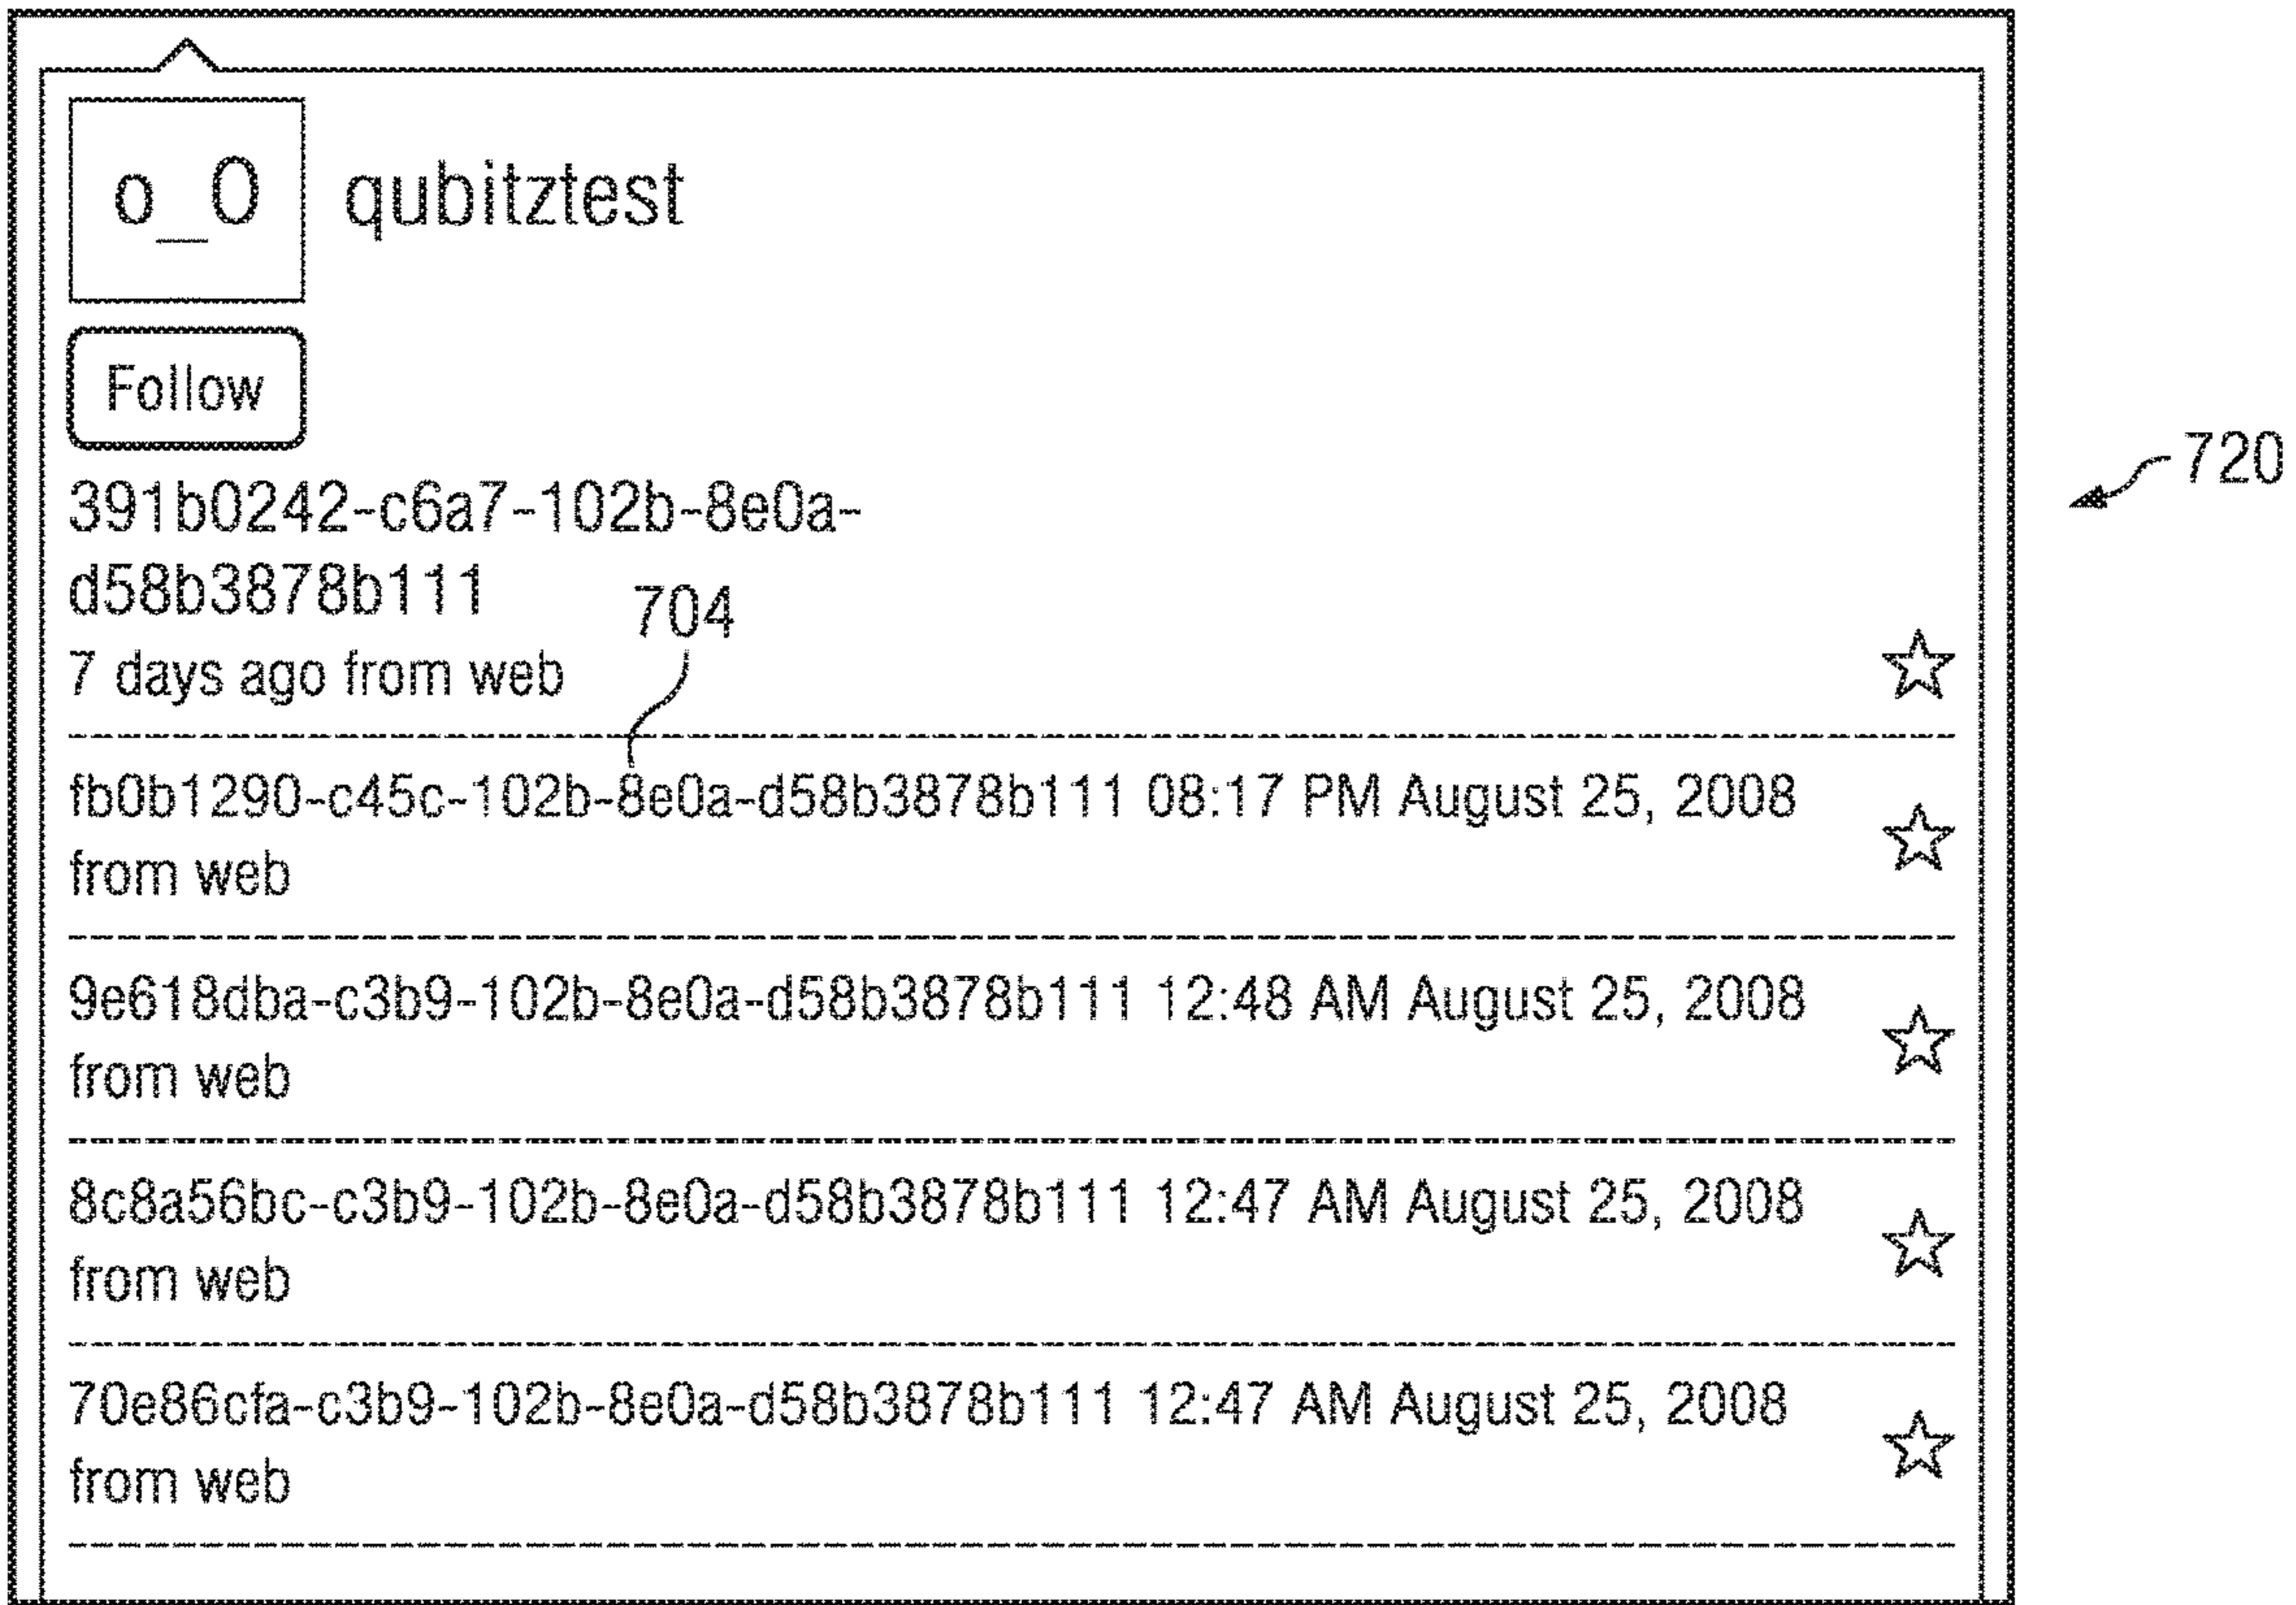 o_0 qubitztest
Follow
720
391b0242-c6a7-102b-8e0a-
d58b3878b111
704
7 days ago from web
fb0b1290-c45c-102b-8e0a-d58b3878b111 08:17 PM August 25, 2008
from web
9e618dba-c3b9-102b-8e0a-d58b3878b111 12:48 AM August 25, 2008
from web
8c8a56bc-c3b9-102b-8e0a-d58b3878b111 12:47 AM August 25, 2008
from web
70e86cfa-c3b9-102b-8e0a-d58b3878b111 12:47 AM August 25, 2008
from web